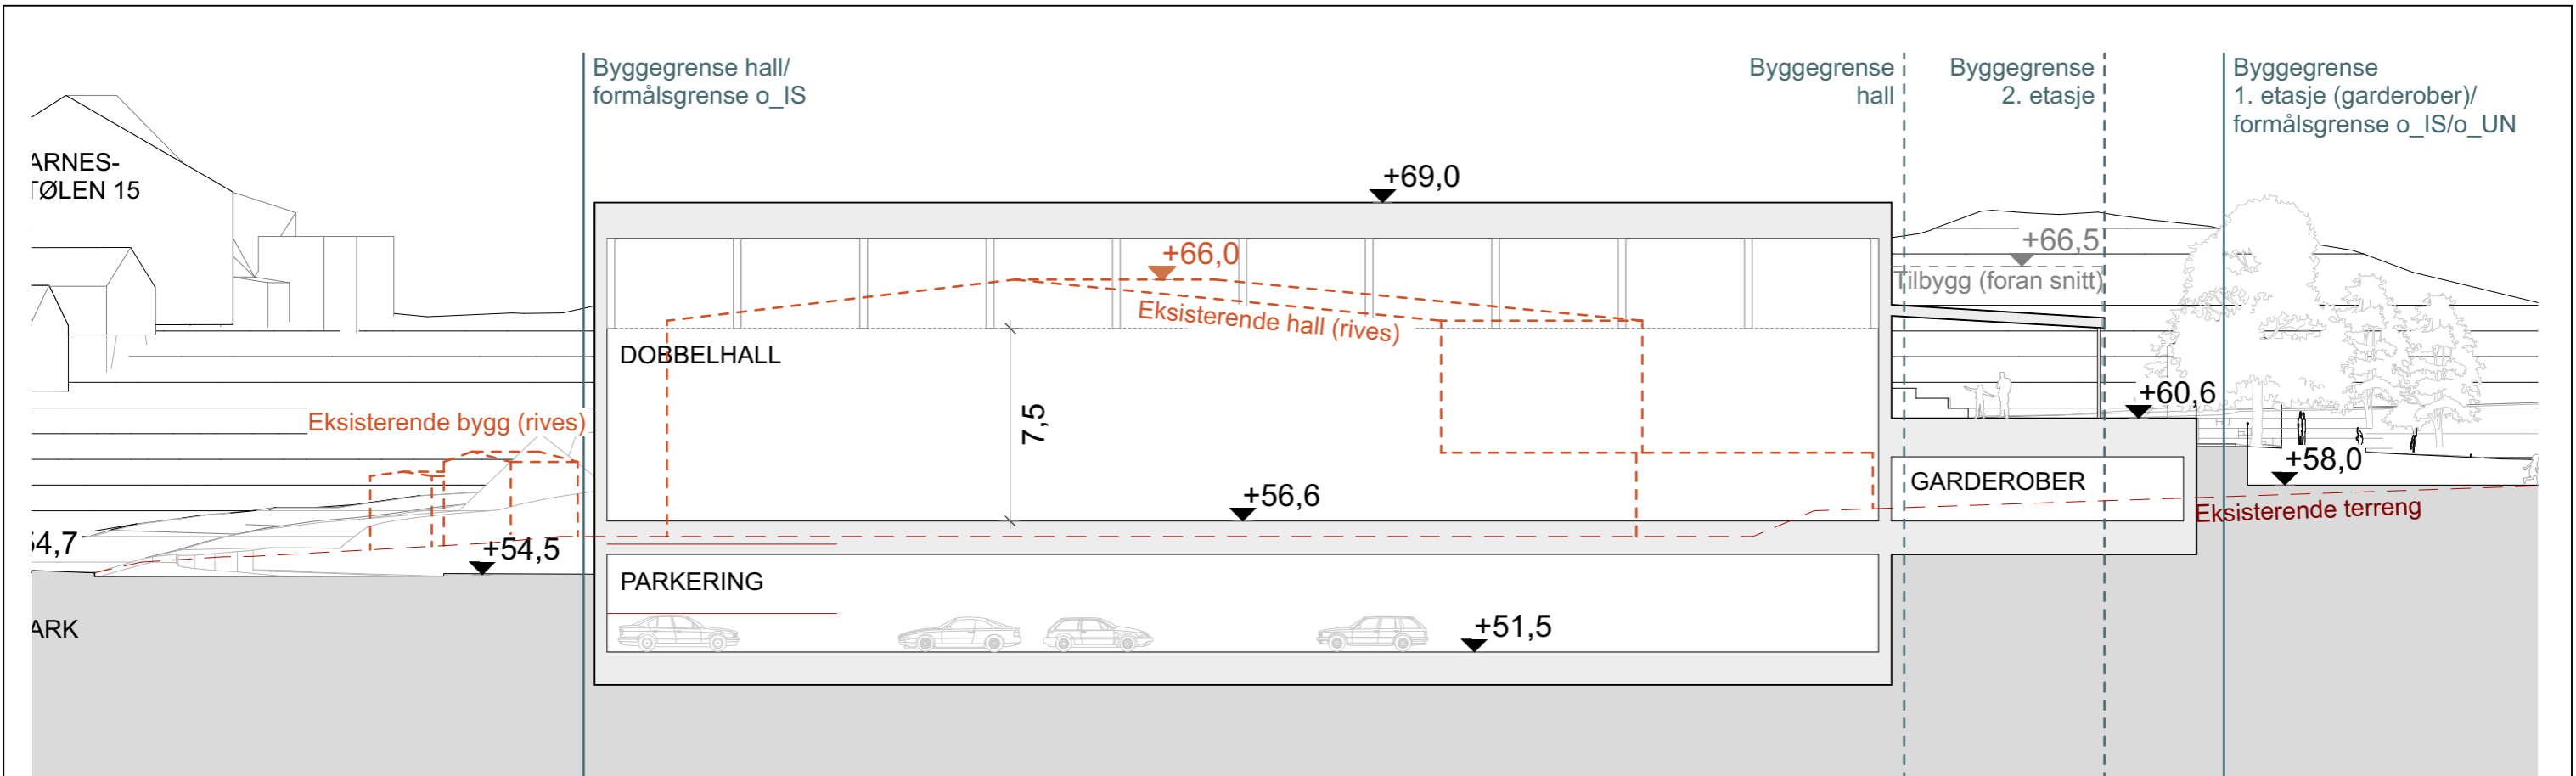 Byggegrense hall/
formålsgrense o_IS
Byggegrense
hall
Byggegrense
2. etasje
Byggegrense
1. etasje (garderober)/
formålsgrense o_IS/o_UN
ARNES-
TØLEN 15
+69,0
+66,0
+66,5
Tilbygg (foran snitt)
Eksisterende hall (rives)
DOBBELHALL
7,5
+60,6
Eksisterende bygg (rives)
+58,0
GARDEROBER
+56,6
Eksisterende terreng
54,7
+54,5
PARKERING
+51,5
ARK